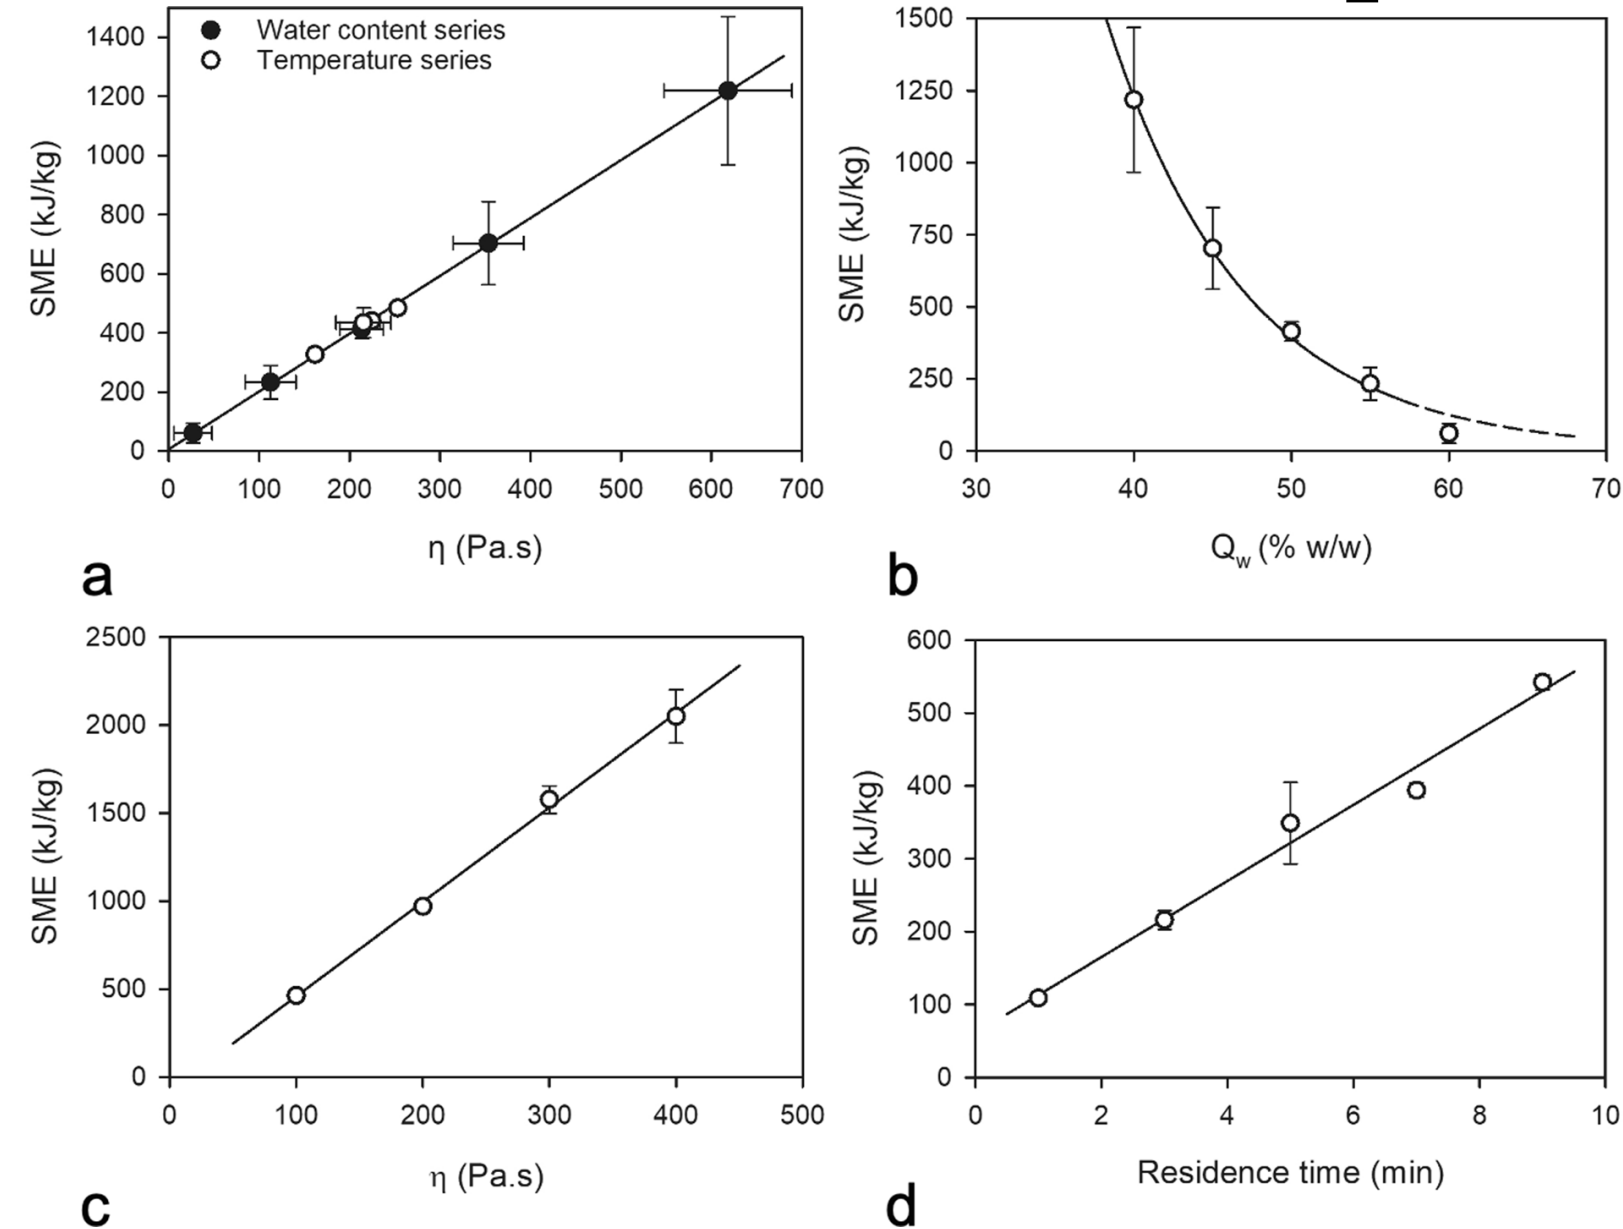 Water content series
Temperature series
1400
1200
1000
800
600
400
200
0
SME (kJ/kg)
0 100 200 300 400 500 600 700
η (Pa.s)
a
1500
1250
1000
750
500
250
0
SME (kJ/kg)
30 40 50 60 70
Qw (% w/w)
b
2500
2000
1500
1000
500
0
SME (kJ/kg)
0 100 200 300 400 500
η (Pa.s)
c
600
500
400
300
200
100
0
SME (kJ/kg)
0 2 4 6 8 10
Residence time (min)
d